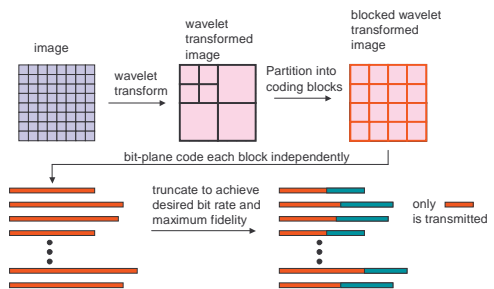 image
wavelet
transform
wavelet
transformed
image
Partition into
coding blocks
blocked wavelet
transformed
image
bit-plane code each block independently
truncate to achieve
desired bit rate and
maximum fidelity
only
is transmitted